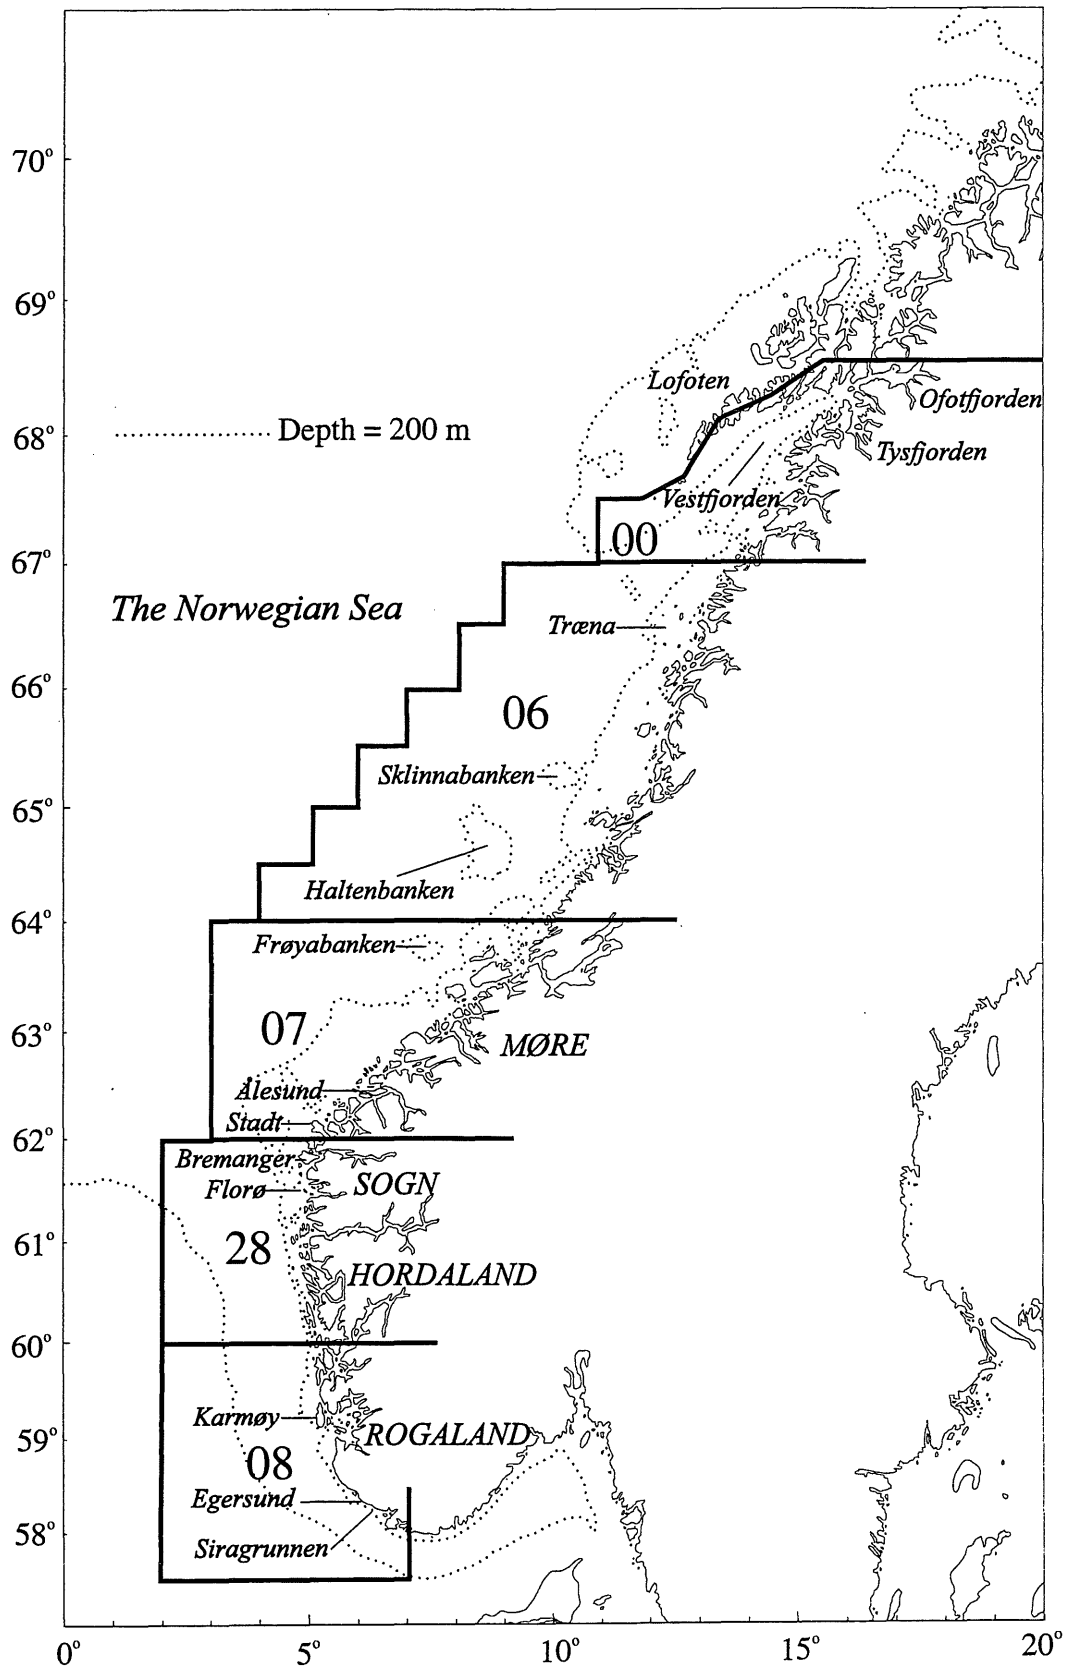 70°
69°
Lofoten
Ofotfjorden
Depth = 200 m
68°
Tysfjorden
Vestfjorden
00
67°
The Norwegian Sea
Træna
66°
06
Sklinnabanken
65°
Haltenbanken
64°
Frøyabanken
07
63°
MØRE
Ålesund
Stadt
62°
Bremanger
SOGN
Florø
28
61°
HORDALAND
60°
Karmøy
ROGALAND
59°
08
Egersund
58°
Siragrunnen
0°
5°
10°
15°
20°